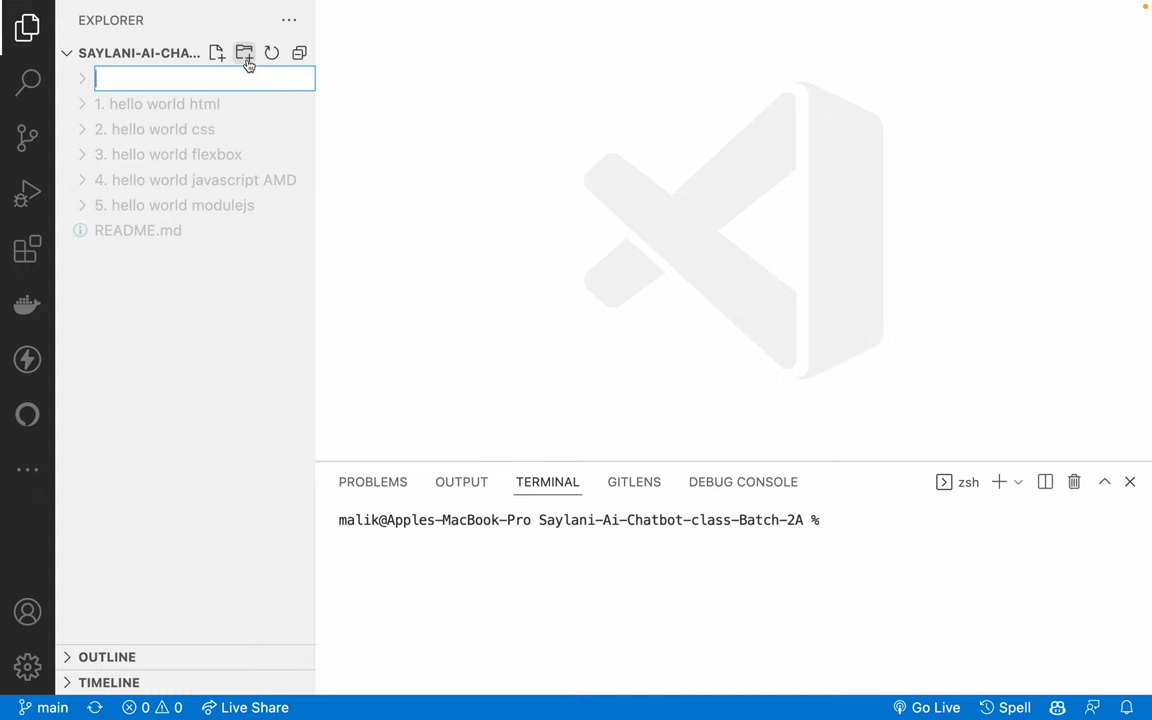 EXPLORER
SAYLANI-AI-CHA...
1. hello world html
2. hello world css
3. hello world flexbox
4. hello world javascript AMD
5. hello world modulejs
README.md
PROBLEMS OUTPUT TERMINAL GITLENS DEBUG CONSOLE zsh
malik@Apples-MacBook-Pro Saylani-Ai-Chatbot-class-Batch-2A %
OUTLINE
TIMELINE
main 0 0 Live Share Go Live Spell